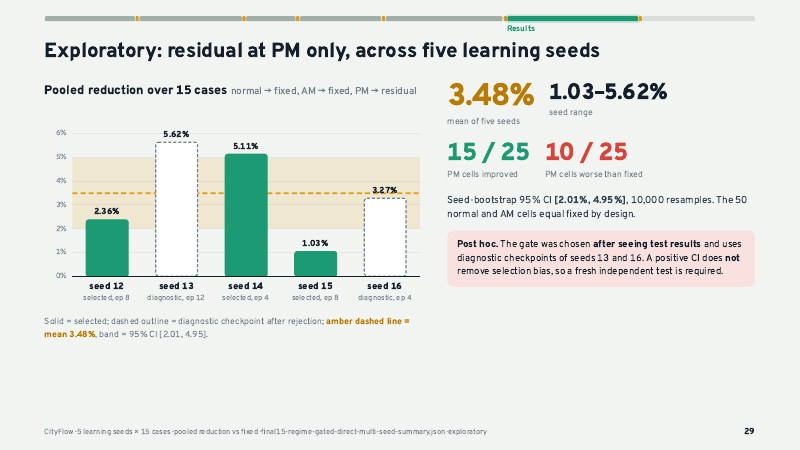 Results
Exploratory: residual at PM only, across five learning seeds
Pooled reduction over 15 cases normal → fixed, AM → fixed, PM → residual
6%
5%
4%
3%
2%
1%
0%
2.36%
5.62%
5.11%
1.03%
3.27%
seed 12
selected, ep 8
seed 13
diagnostic, ep 12
seed 14
selected, ep 4
seed 15
selected, ep 8
seed 16
diagnostic, ep 4
Solid = selected; dashed outline = diagnostic checkpoint after rejection; amber dashed line =
mean 3.48%, band = 95% CI [2.01, 4.95].
3.48%
mean of five seeds
1.03–5.62%
seed range
15 / 25
PM cells improved
10 / 25
PM cells worse than fixed
Seed-bootstrap 95% CI [2.01%, 4.95%], 10,000 resamples. The 50
normal and AM cells equal fixed by design.
Post hoc. The gate was chosen after seeing test results and uses
diagnostic checkpoints of seeds 13 and 16. A positive CI does not
remove selection bias, so a fresh independent test is required.
CityFlow·5 learning seeds × 15 cases·pooled reduction vs fixed·final15-regime-gated-direct-multi-seed-summary.json·exploratory
29